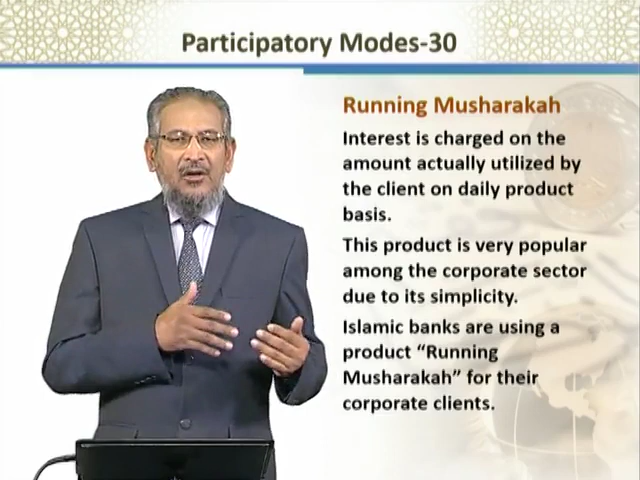 Participatory Modes-30
Running Musharakah
Interest is charged on the
amount actually utilized by
the client on daily product
basis.
This product is very popular
among the corporate sector
due to its simplicity.
Islamic banks are using a
product “Running
Musharakah” for their
corporate clients.